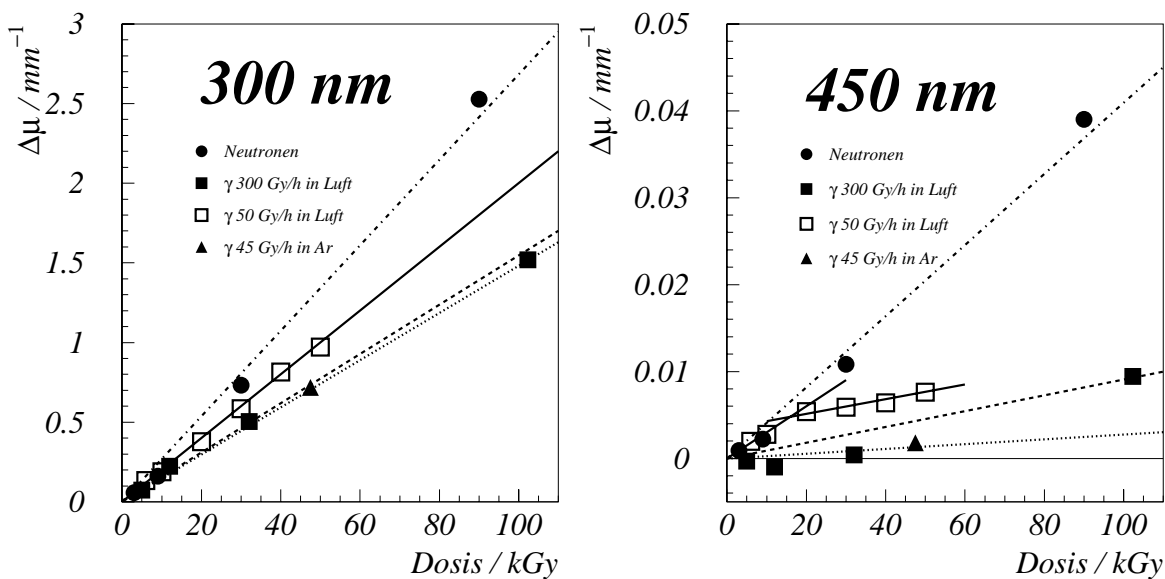 Δμ / mm⁻¹
3
2.5
2
1.5
1
0.5
0
300 nm
Neutronen
γ 300 Gy/h in Luft
γ 50 Gy/h in Luft
γ 45 Gy/h in Ar
0 20 40 60 80 100
Dosis / kGy
Δμ / mm⁻¹
0.05
0.04
0.03
0.02
0.01
0
450 nm
Neutronen
γ 300 Gy/h in Luft
γ 50 Gy/h in Luft
γ 45 Gy/h in Ar
0 20 40 60 80 100
Dosis / kGy